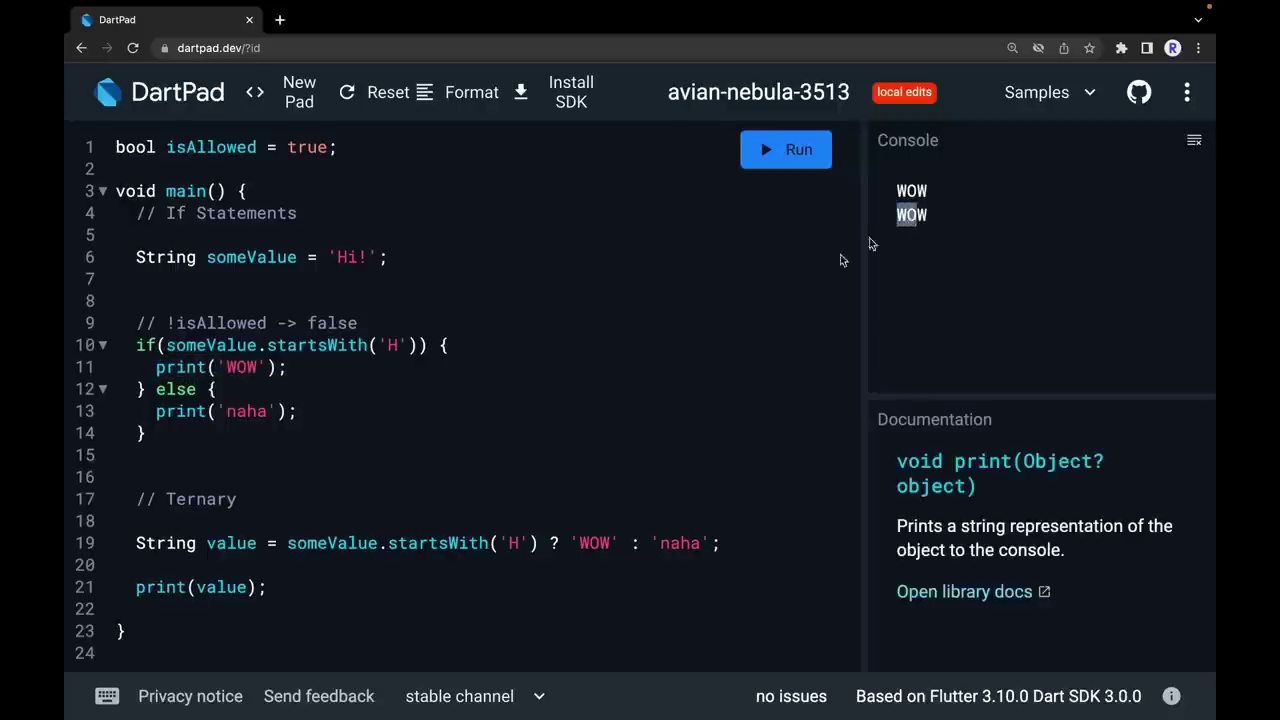 DartPad
dartpad.dev/?id
R
DartPad
<> New Pad
Reset
Format
Install SDK
avian-nebula-3513
local edits
Samples
1 bool isAllowed = true;
2
3 void main() {
4 // If Statements
5
6 String someValue = 'Hi!';
7
8
9 // !isAllowed -> false
10 if(someValue.startsWith('H')) {
11 print('WOW');
12 } else {
13 print('naha');
14 }
15
16
17 // Ternary
18
19 String value = someValue.startsWith('H') ? 'WOW' : 'naha';
20
21 print(value);
22
23 }
24
Run
Console
WOW
WOW
Documentation
void print(Object?
object)
Prints a string representation of the
object to the console.
Open library docs
Privacy notice
Send feedback
stable channel
no issues
Based on Flutter 3.10.0 Dart SDK 3.0.0